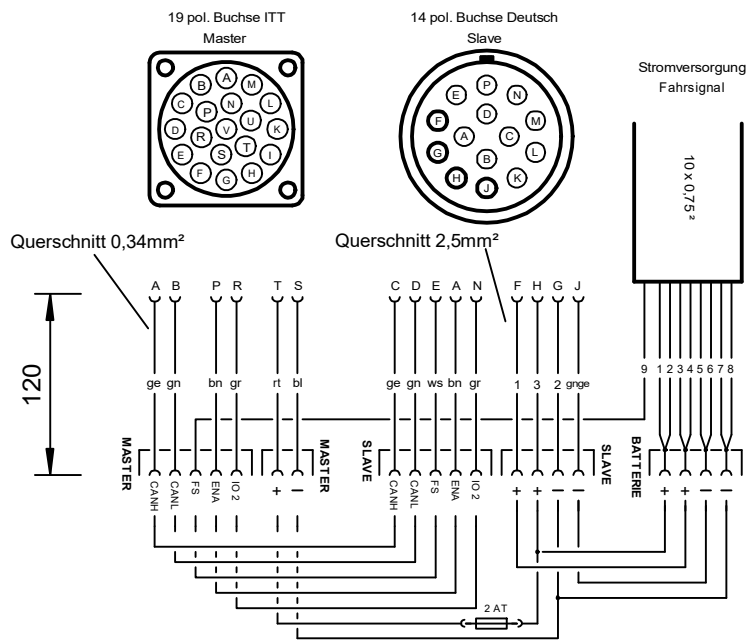 19 pol. Buchse ITT
Master
14 pol. Buchse Deutsch
Slave
Stromversorgung
Fahrsignal
B A M
C P N L
D R V U K
E S T I
F G H
E P N
F D M
A C
G B L
H J K
10 x 0,75²
Querschnitt 0,34mm²
Querschnitt 2,5mm²
A B P R T S C D E A N F H G J
120
ge gn bn gr rt bl ge gn ws bn gr 1 3 2 gnge 9 1 2 3 4 5 6 7 8
MASTER
MASTER
SLAVE
SLAVE
BATTERIE
CANH CANL FS ENA IO 2 + − CANH CANL FS ENA IO 2 + + − − + + − −
2 AT